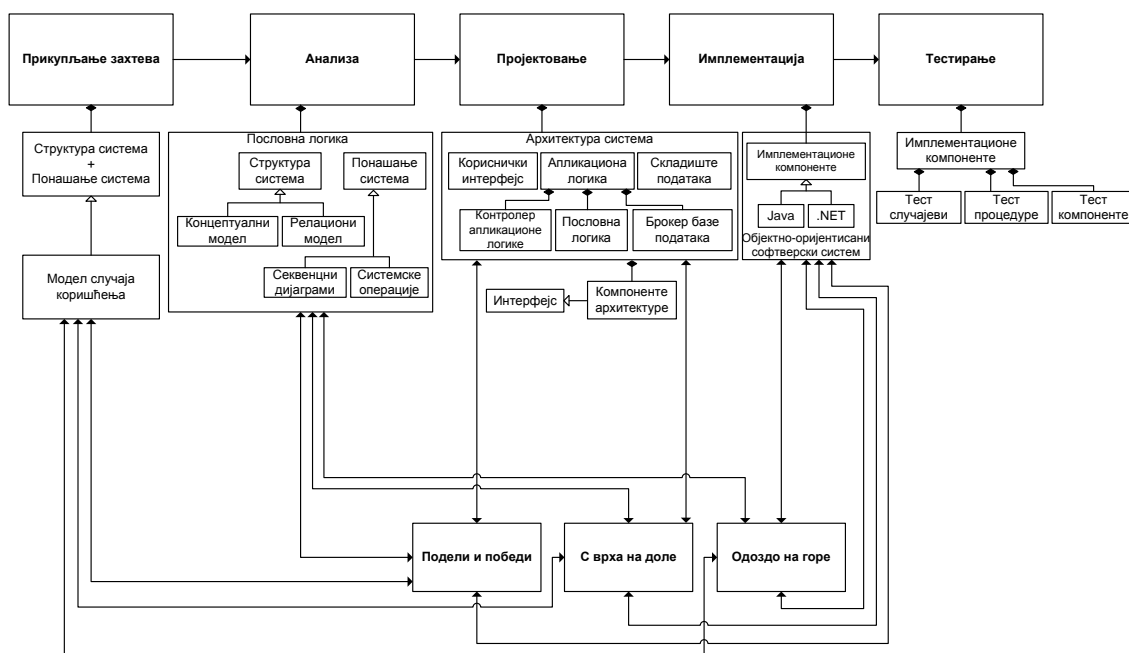 Прикупљање захтева
Анализа
Пројектовање
Имплементација
Тестирање
Структура система
+
Понашање система
Модел случаја
коришћења
Пословна логика
Структура
система
Понашање
система
Концептуални
модел
Релациони
модел
Секвенцни
дијаграми
Системске
операције
Архитектура система
Кориснички
интерфејс
Апликациона
логика
Складиште
података
Контролер
апликационе
логике
Пословна
логика
Брокер базе
података
Интерфејс
Компоненте
архитектуре
Имплементационе
компоненте
Java
.NET
Објектно-оријентисани
софтверски систем
Имплементационе
компоненте
Тест
случајеви
Тест
процедуре
Тест
компоненте
Подели и победи
С врха на доле
Одоздо на горе